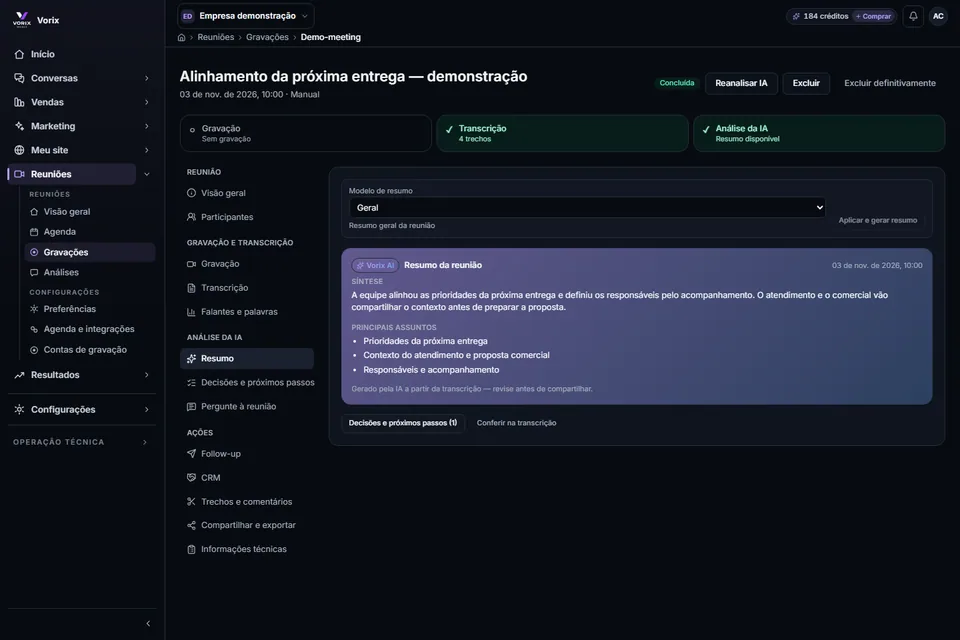 VORIX
Vorix
Início
Conversas
Vendas
Marketing
Meu site
Reuniões
REUNIÕES
Visão geral
Agenda
Gravações
Análises
CONFIGURAÇÕES
Preferências
Agenda e integrações
Contas de gravação
Resultados
Configurações
OPERAÇÃO TÉCNICA
ED Empresa demonstração
184 créditos + Comprar
AC
Reuniões › Gravações › Demo-meeting
Alinhamento da próxima entrega — demonstração
03 de nov. de 2026, 10:00 · Manual
Concluída
Reanalisar IA
Excluir
Excluir definitivamente
Gravação
Sem gravação
Transcrição
4 trechos
Análise da IA
Resumo disponível
REUNIÃO
Visão geral
Participantes
GRAVAÇÃO E TRANSCRIÇÃO
Gravação
Transcrição
Falantes e palavras
ANÁLISE DA IA
Resumo
Decisões e próximos passos
Pergunte à reunião
AÇÕES
Follow-up
CRM
Trechos e comentários
Compartilhar e exportar
Informações técnicas
Modelo de resumo
Geral
Resumo geral da reunião
Aplicar e gerar resumo
Vorix AI Resumo da reunião
03 de nov. de 2026, 10:00
SÍNTESE
A equipe alinhou as prioridades da próxima entrega e definiu os responsáveis pelo acompanhamento. O atendimento e o comercial vão
compartilhar o contexto antes de preparar a proposta.
PRINCIPAIS ASSUNTOS
• Prioridades da próxima entrega
• Contexto do atendimento e proposta comercial
• Responsáveis e acompanhamento
Gerado pela IA a partir da transcrição — revise antes de compartilhar.
Decisões e próximos passos (1)
Conferir na transcrição